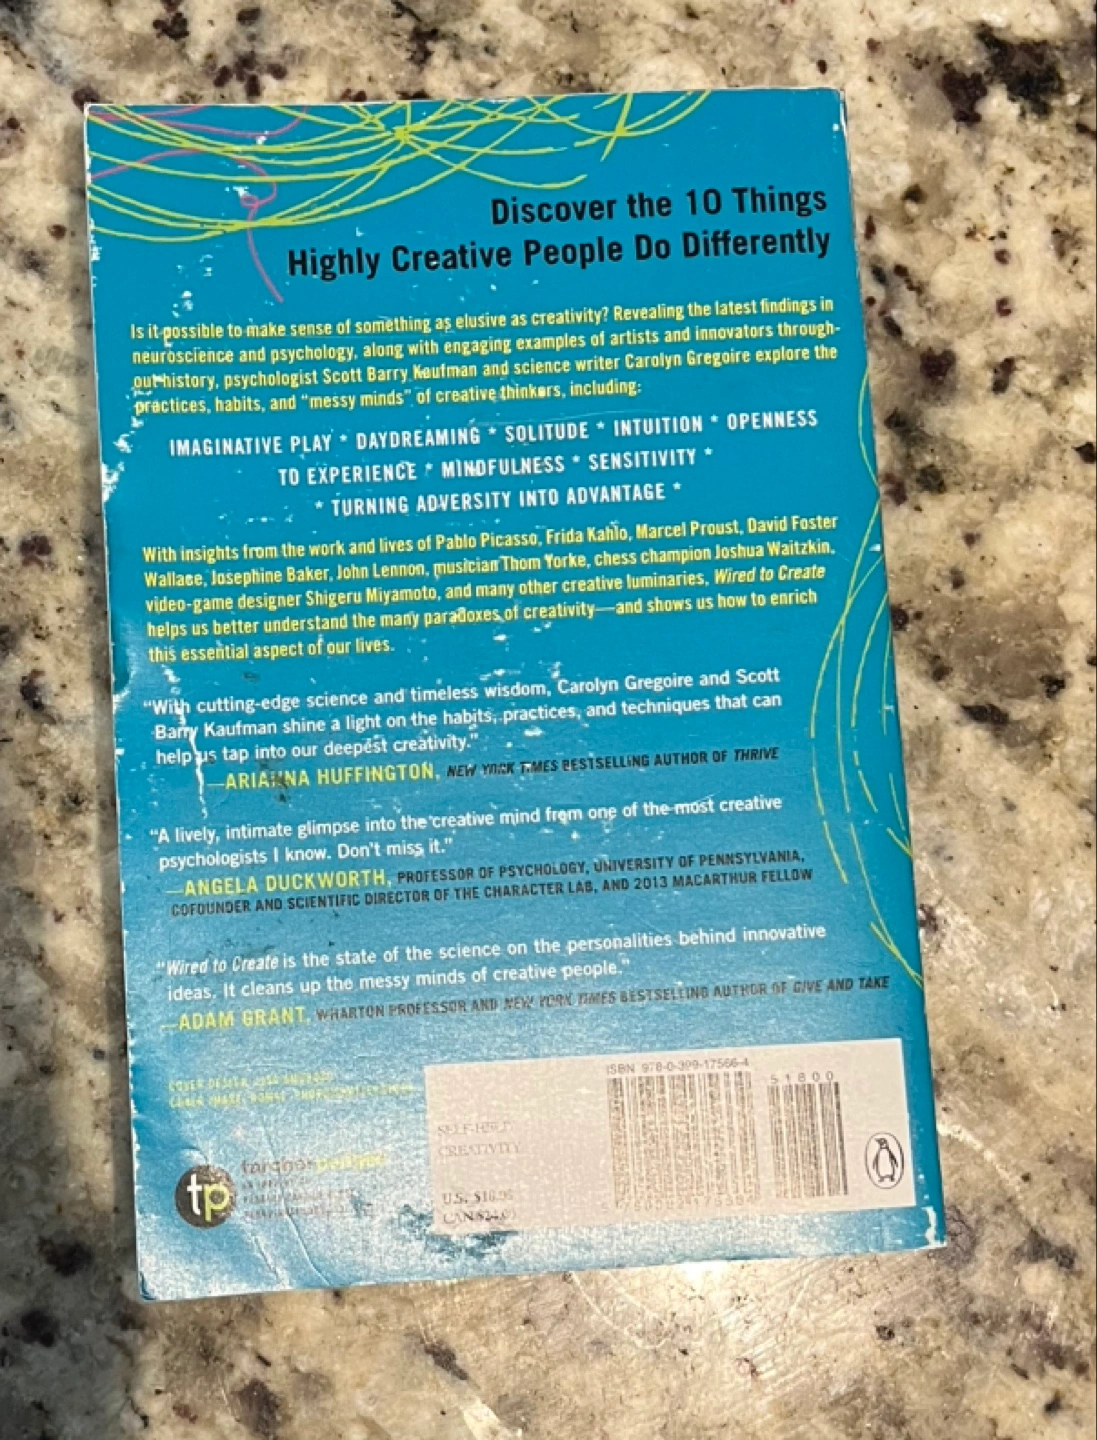 Discover the 10 Things
Highly Creative People Do Differently
Is it possible to make sense of something as elusive as creativity? Revealing the latest findings in
neuroscience and psychology, along with engaging examples of artists and innovators through-
out history, psychologist Scott Barry Kaufman and science writer Carolyn Gregoire explore the
practices, habits, and “messy minds” of creative thinkers, including:
IMAGINATIVE PLAY * DAYDREAMING * SOLITUDE * INTUITION * OPENNESS
TO EXPERIENCE * MINDFULNESS * SENSITIVITY *
* TURNING ADVERSITY INTO ADVANTAGE *
With insights from the work and lives of Pablo Picasso, Frida Kahlo, Marcel Proust, David Foster
Wallace, Josephine Baker, John Lennon, musician Thom Yorke, chess champion Joshua Waitzkin,
video-game designer Shigeru Miyamoto, and many other creative luminaries, Wired to Create
helps us better understand the many paradoxes of creativity—and shows us how to enrich
this essential aspect of our lives.
“With cutting-edge science and timeless wisdom, Carolyn Gregoire and Scott
Barry Kaufman shine a light on the habits, practices, and techniques that can
help us tap into our deepest creativity.”
—ARIANNA HUFFINGTON, NEW YORK TIMES BESTSELLING AUTHOR OF THRIVE
“A lively, intimate glimpse into the creative mind from one of the most creative
psychologists I know. Don't miss it.”
—ANGELA DUCKWORTH, PROFESSOR OF PSYCHOLOGY, UNIVERSITY OF PENNSYLVANIA,
COFOUNDER AND SCIENTIFIC DIRECTOR OF THE CHARACTER LAB, AND 2013 MACARTHUR FELLOW
“Wired to Create is the state of the science on the personalities behind innovative
ideas. It cleans up the messy minds of creative people.”
—ADAM GRANT, WHARTON PROFESSOR AND NEW YORK TIMES BESTSELLING AUTHOR OF GIVE AND TAKE
COVER DESIGN:
ISBN 978-0-399-17566-4
51800
SELF-HELP
CREATIVITY
U.S.
CAN
tp